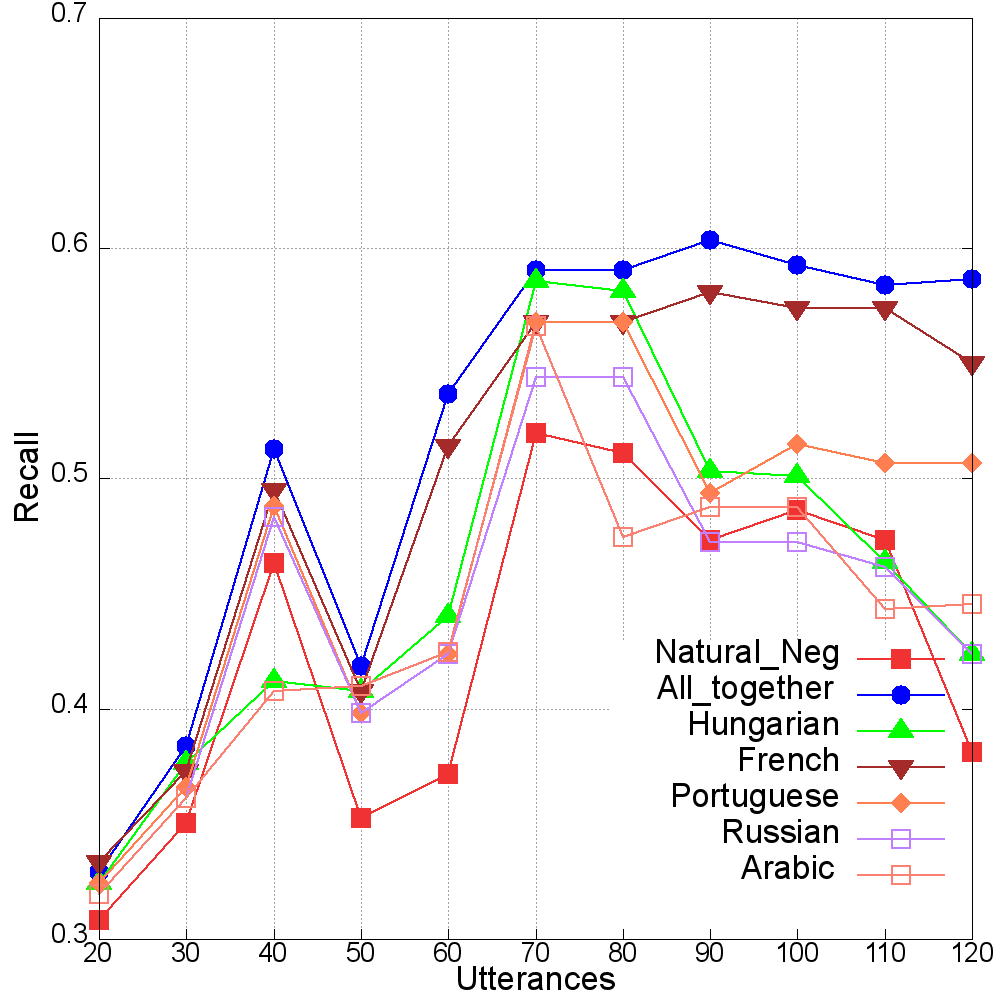 0.7
0.6
0.5
0.4
0.3
Recall
Natural_Neg
All_together
Hungarian
French
Portuguese
Russian
Arabic
20 30 40 50 60 70 80 90 100 110 120
Utterances